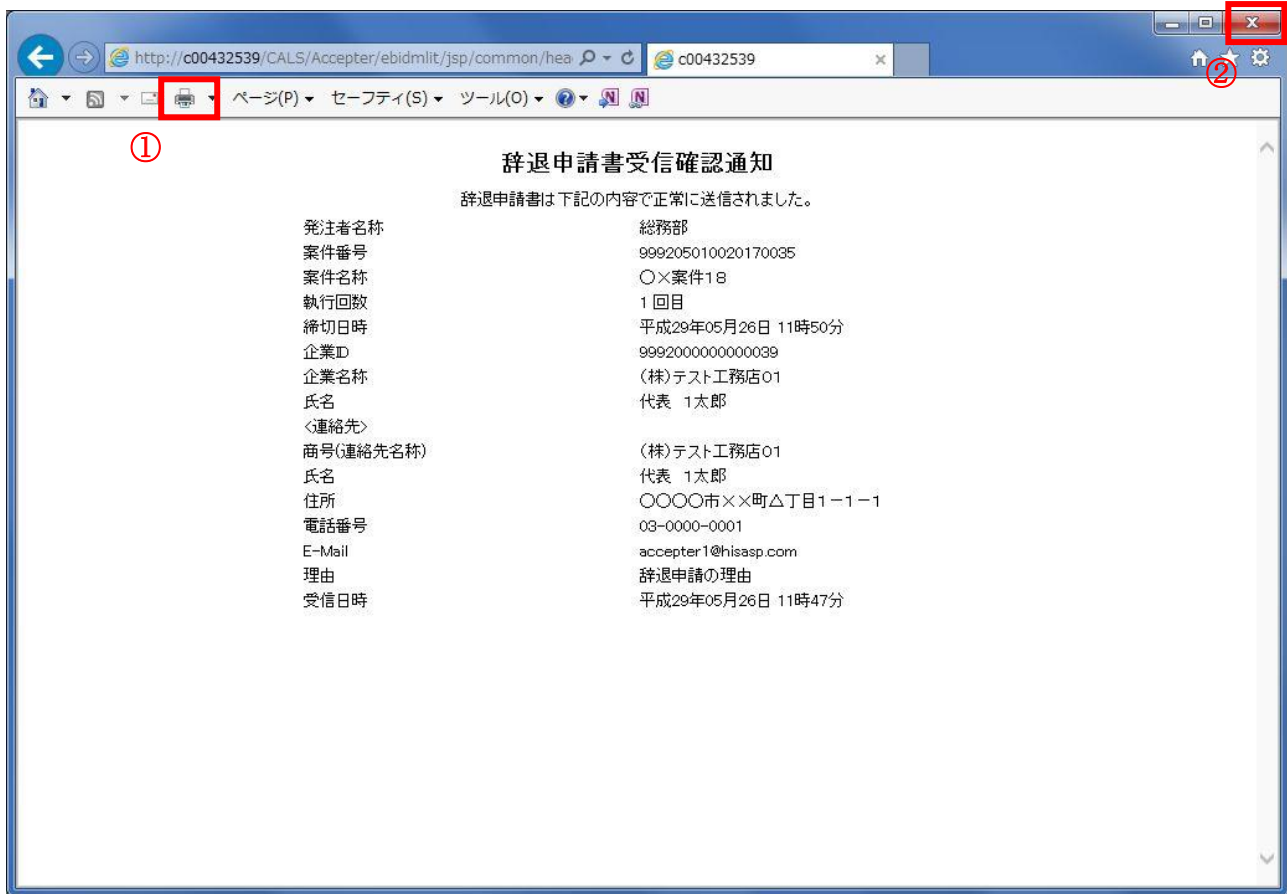 http://c00432539/CALS/Accepter/ebidmlit/jsp/common/hea
c00432539
②
ページ(P) セーフティ(S) ツール(O)
①
辞退申請書受信確認通知
辞退申請書は下記の内容で正常に送信されました。
発注者名称 総務部
案件番号 999205010020170035
案件名称 ○×案件18
執行回数 1回目
締切日時 平成29年05月26日 11時50分
企業ID 9992000000000039
企業名称 (株)テスト工務店01
氏名 代表 1太郎
<連絡先>
商号(連絡先名称) (株)テスト工務店01
氏名 代表 1太郎
住所 ○○○○市××町△丁目1-1-1
電話番号 03-0000-0001
E-Mail accepter1@hisasp.com
理由 辞退申請の理由
受信日時 平成29年05月26日 11時47分